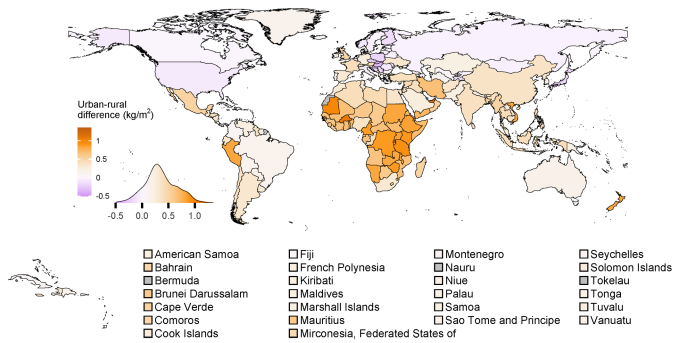 Urban-rural
difference (kg/m²)
1
0.5
0
-0.5
-0.5 0.0 0.5 1.0
American Samoa
Bahrain
Bermuda
Brunei Darussalam
Cape Verde
Comoros
Cook Islands
Fiji
French Polynesia
Kiribati
Maldives
Marshall Islands
Mauritius
Mirconesia, Federated States of
Montenegro
Nauru
Niue
Palau
Samoa
Sao Tome and Principe
Seychelles
Solomon Islands
Tokelau
Tonga
Tuvalu
Vanuatu